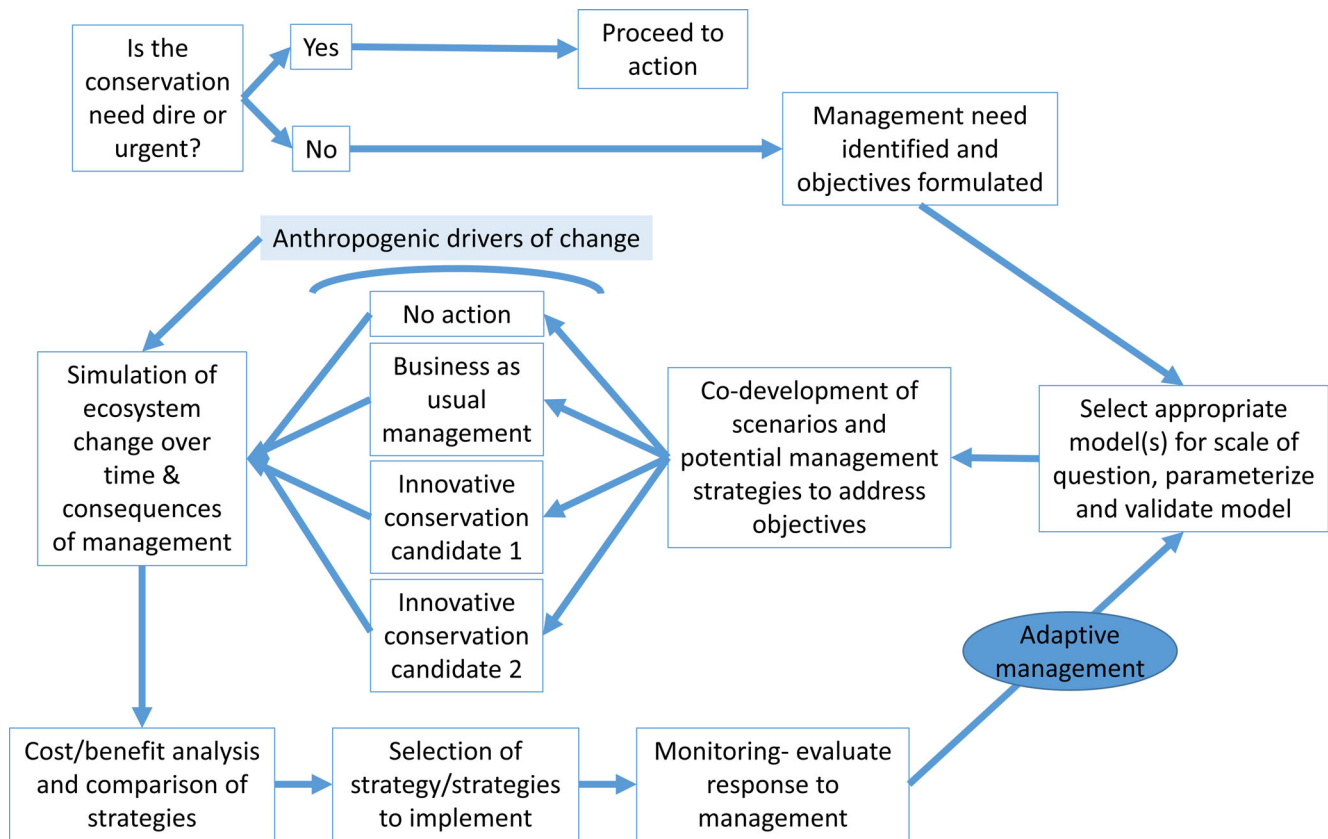 Is the
conservation
need dire or
urgent?
Yes
No
Proceed to
action
Management need
identified and
objectives formulated
Anthropogenic drivers of change
No action
Business as
usual
management
Innovative
conservation
candidate 1
Innovative
conservation
candidate 2
Simulation of
ecosystem
change over
time &
consequences
of management
Co-development of
scenarios and
potential management
strategies to address
objectives
Select appropriate
model(s) for scale of
question, parameterize
and validate model
Adaptive
management
Cost/benefit analysis
and comparison of
strategies
Selection of
strategy/strategies
to implement
Monitoring- evaluate
response to
management